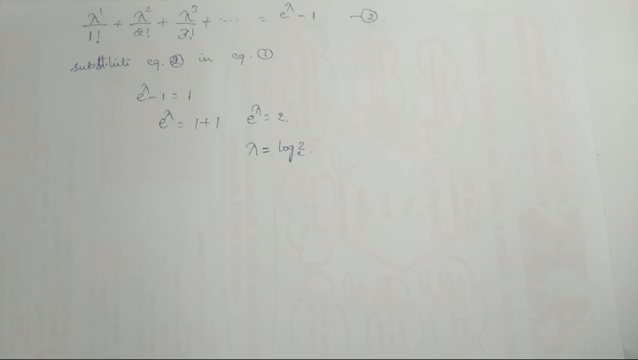 λ¹/1! + λ²/2! + λ³/3! + ..... = e^λ - 1 —②
substitute eq. ② in eq. ①
e^λ - 1 = 1
e^λ = 1+1 e^λ = 2
λ = log 2/e